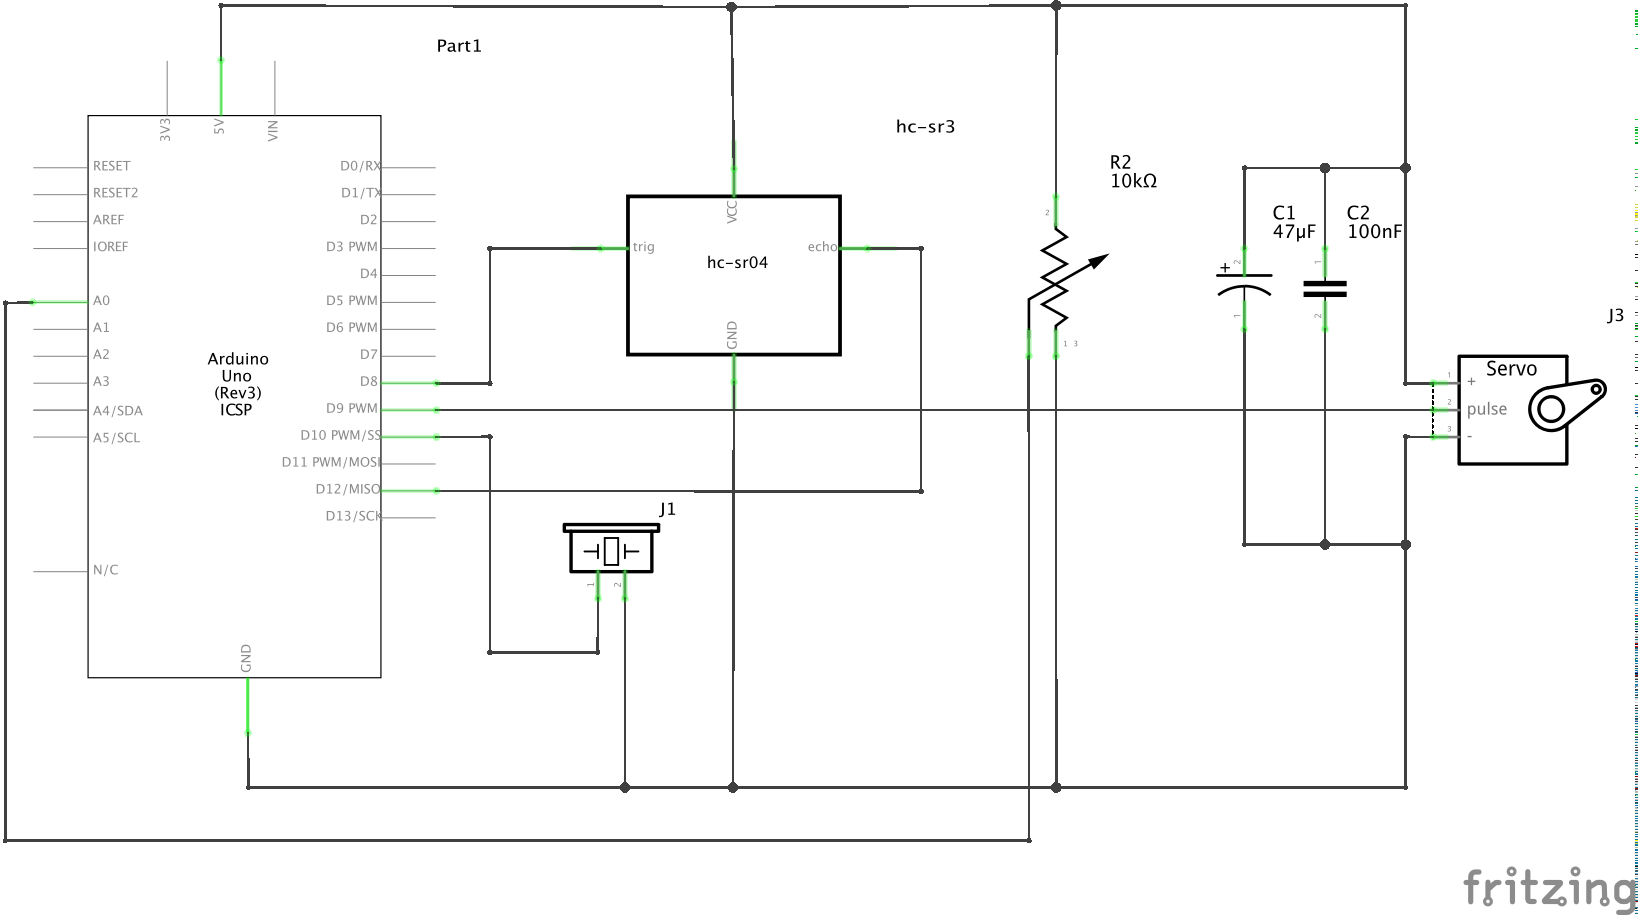 Part1
hc-sr3
3V3
5V
VIN
RESET
RESET2
AREF
IOREF
A0
A1
A2
A3
A4/SDA
A5/SCL
N/C
Arduino
Uno
(Rev3)
ICSP
D0/RX
D1/TX
D2
D3 PWM
D4
D5 PWM
D6 PWM
D7
D8
D9 PWM
D10 PWM/SS
D11 PWM/MOSI
D12/MISO
D13/SCK
GND
VCC
trig
echo
hc-sr04
GND
J1
1
2
R2
10kΩ
2
1 3
C1
47µF
+
2
1
C2
100nF
1
2
J3
Servo
1
+
2
pulse
3
-
fritzing